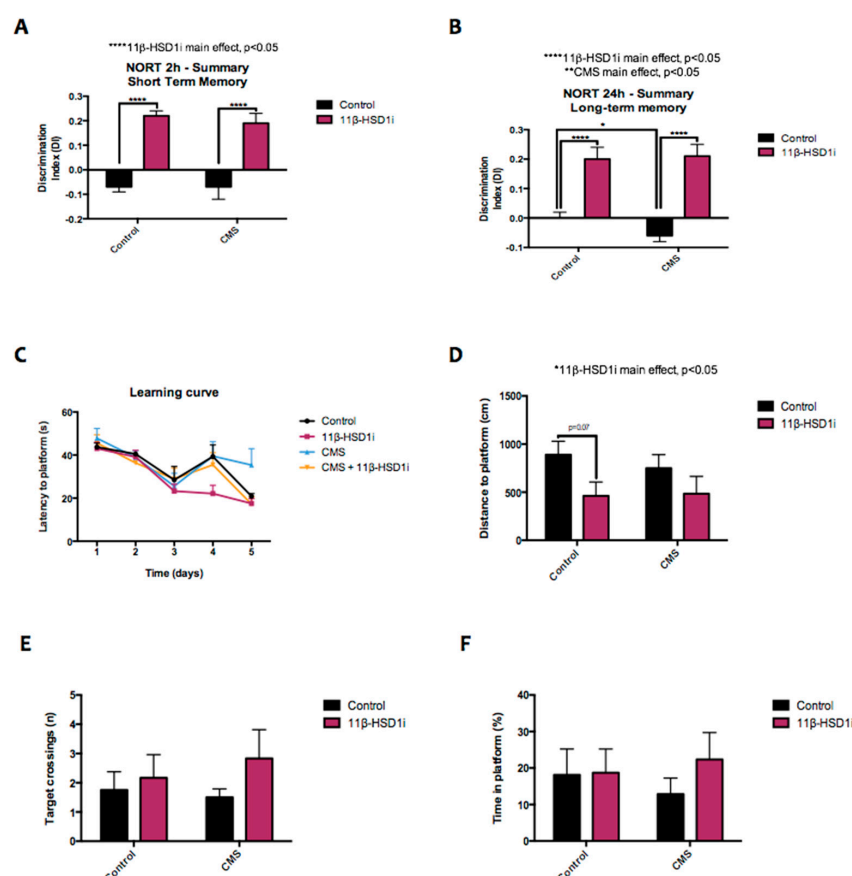 A
****11β-HSD1i main effect, p<0.05
NORT 2h - Summary
Short Term Memory
Control
11β-HSD1i
****
****
Discrimination
Index (DI)
0.3
0.2
0.1
0.0
-0.1
-0.2
Control
CMS
B
****11β-HSD1i main effect, p<0.05
**CMS main effect, p<0.05
NORT 24h - Summary
Long-term memory
Control
11β-HSD1i
*
****
****
Discrimination
Index (DI)
0.3
0.2
0.1
0.0
-0.1
Control
CMS
C
Learning curve
Latency to platform (s)
60
40
20
0
1 2 3 4 5
Time (days)
Control
11β-HSD1i
CMS
CMS + 11β-HSD1i
D
*11β-HSD1i main effect, p<0.05
Distance to platform (cm)
1500
1000
500
0
p=0.07
Control
CMS
Control
11β-HSD1i
E
Target crossings (n)
5
4
3
2
1
0
Control
CMS
Control
11β-HSD1i
F
Time in platform (%)
40
30
20
10
0
Control
CMS
Control
11β-HSD1i